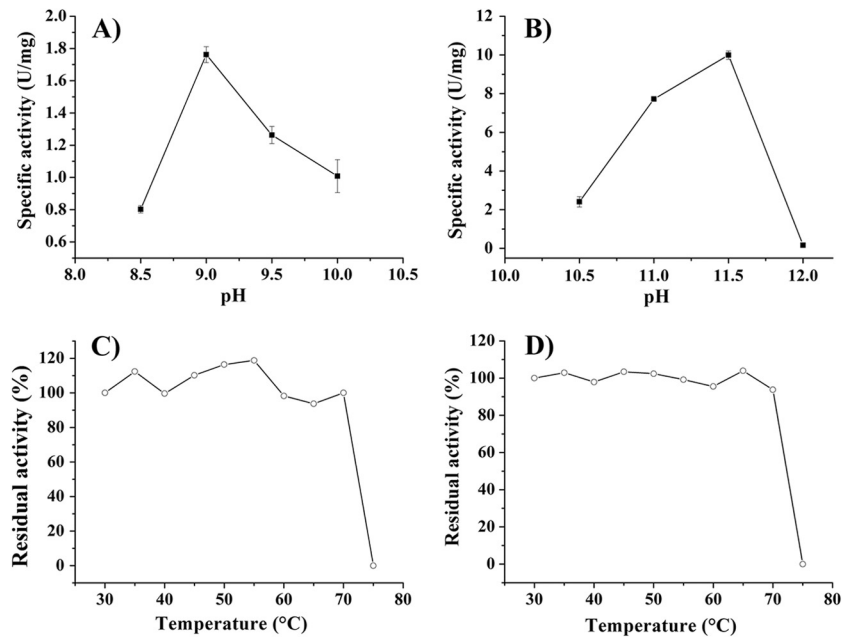 A)
Specific activity (U/mg)
2.0
1.8
1.6
1.4
1.2
1.0
0.8
0.6
8.0 8.5 9.0 9.5 10.0 10.5
pH
B)
Specific activity (U/mg)
12
10
8
6
4
2
0
10.0 10.5 11.0 11.5 12.0
pH
C)
Residual activity (%)
120
100
80
60
40
20
0
30 40 50 60 70 80
Temperature (°C)
D)
Residual activity (%)
120
100
80
60
40
20
0
30 40 50 60 70 80
Temperature (°C)